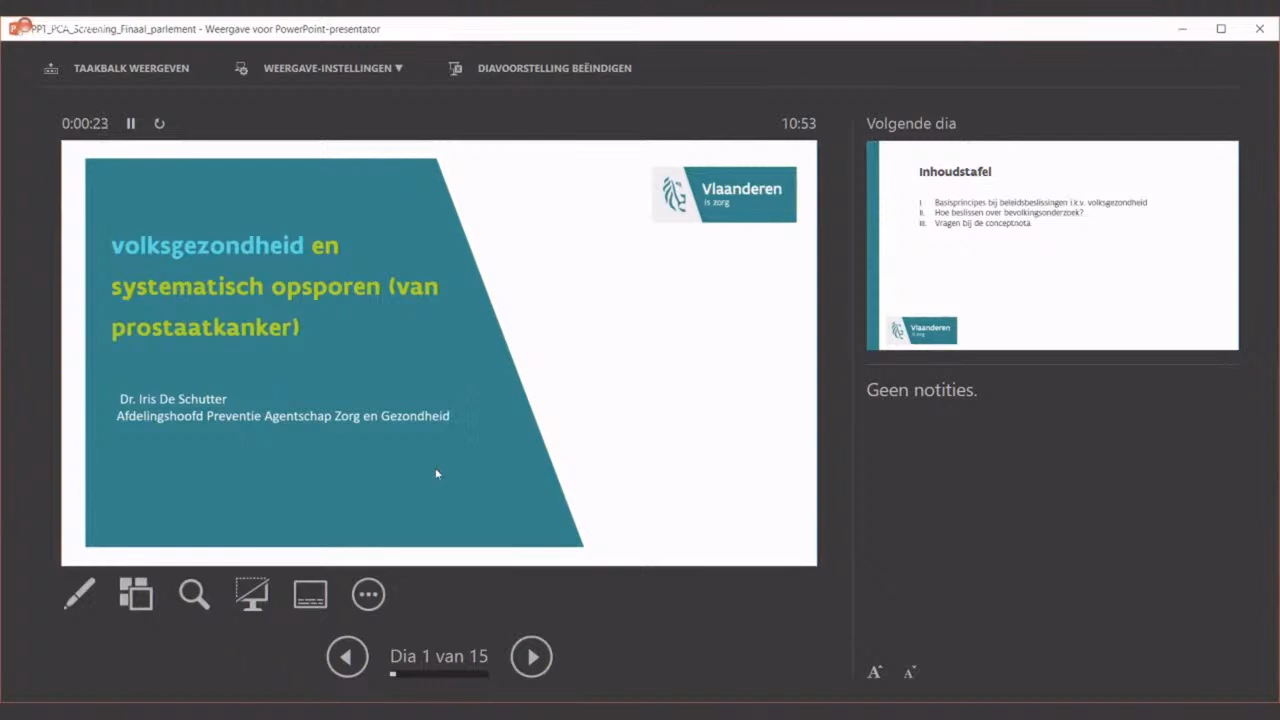 PPT_PCA_Screening_Finaal_parlement - Weergave voor PowerPoint-presentator
TAAKBALK WEERGEVEN
WEERGAVE-INSTELLINGEN ▼
DIAVOORSTELLING BEËINDIGEN
0:00:23
10:53
Vlaanderen
is zorg
volksgezondheid en
systematisch opsporen (van
prostaatkanker)
Dr. Iris De Schutter
Afdelingshoofd Preventie Agentschap Zorg en Gezondheid
Dia 1 van 15
Volgende dia
Inhoudstafel
I. Basisprincipes bij beleidsbeslissingen i.k.v. volksgezondheid
II. Hoe beslissen over bevolkingsonderzoek?
III. Vragen bij de conceptnota
Vlaanderen
is zorg
Geen notities.
A A